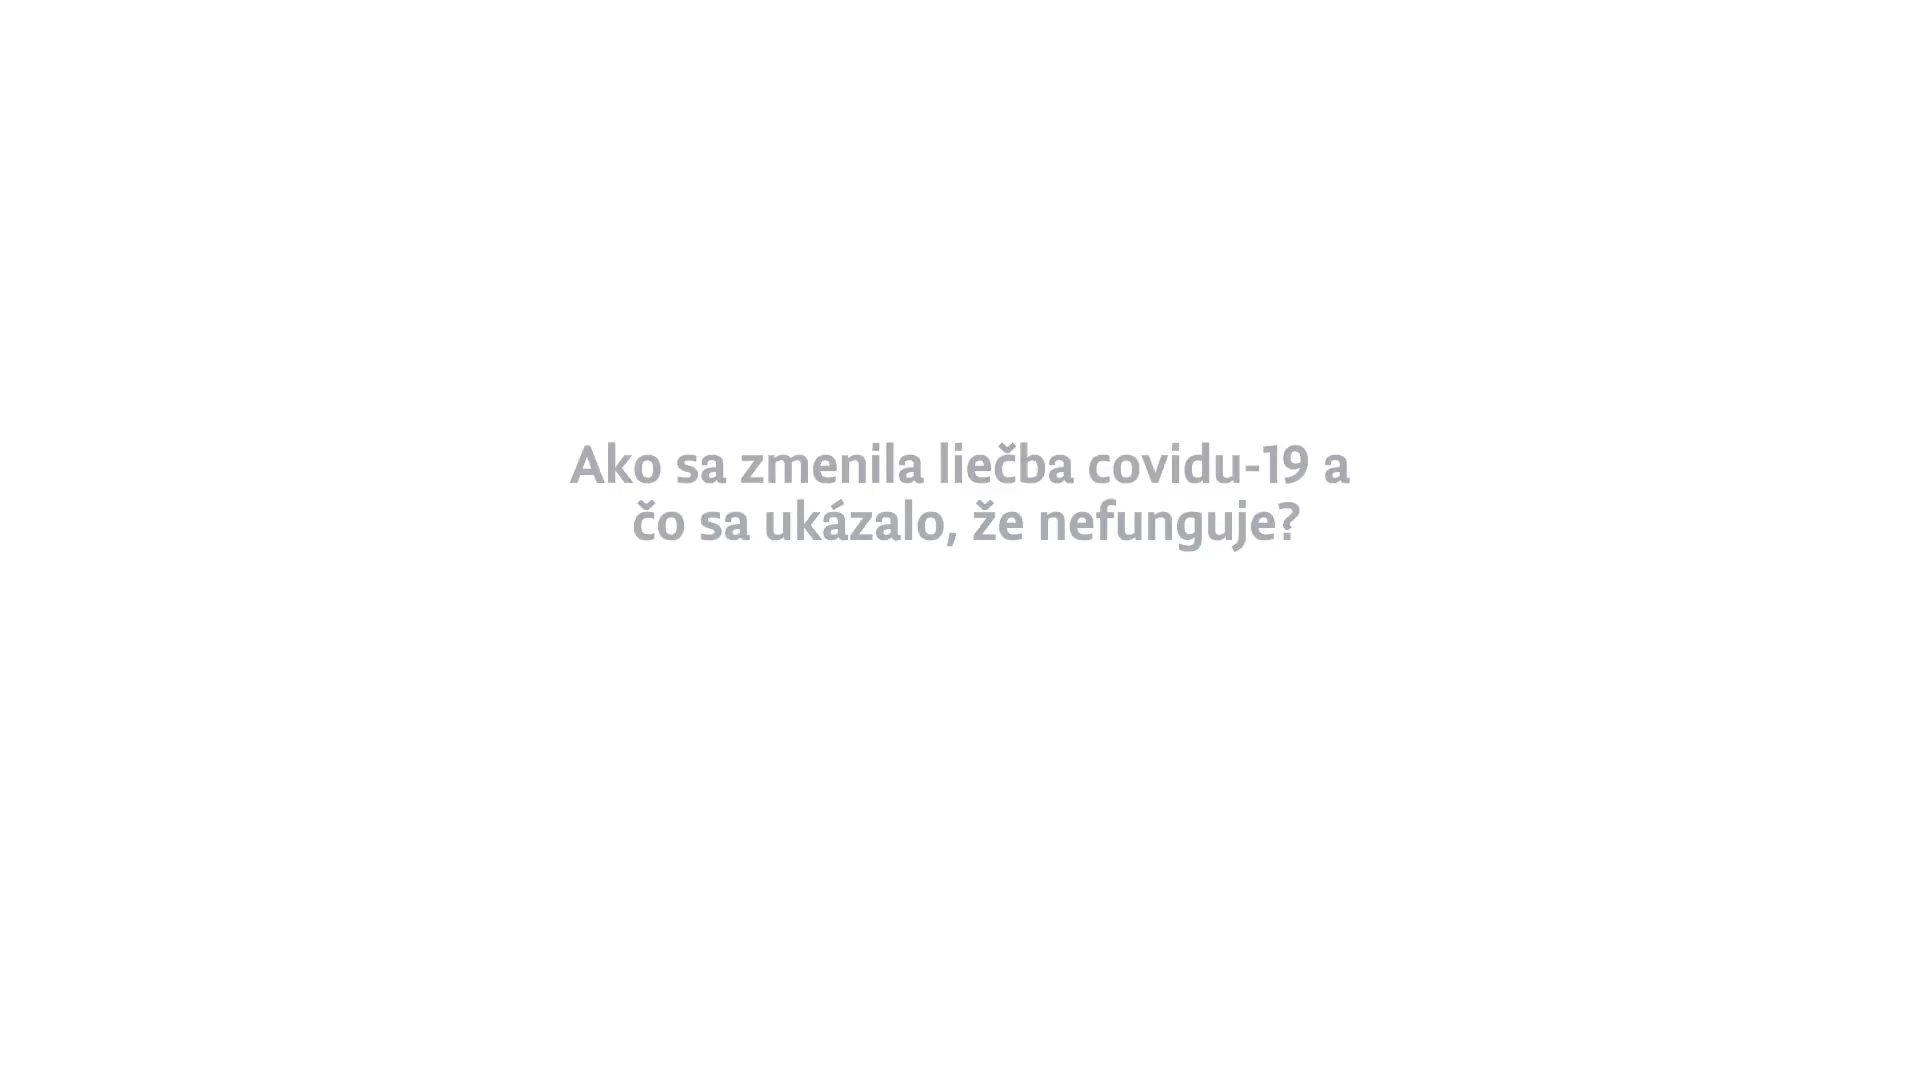 Ako sa zmenila liečba covidu-19 a
čo sa ukázalo, že nefunguje?